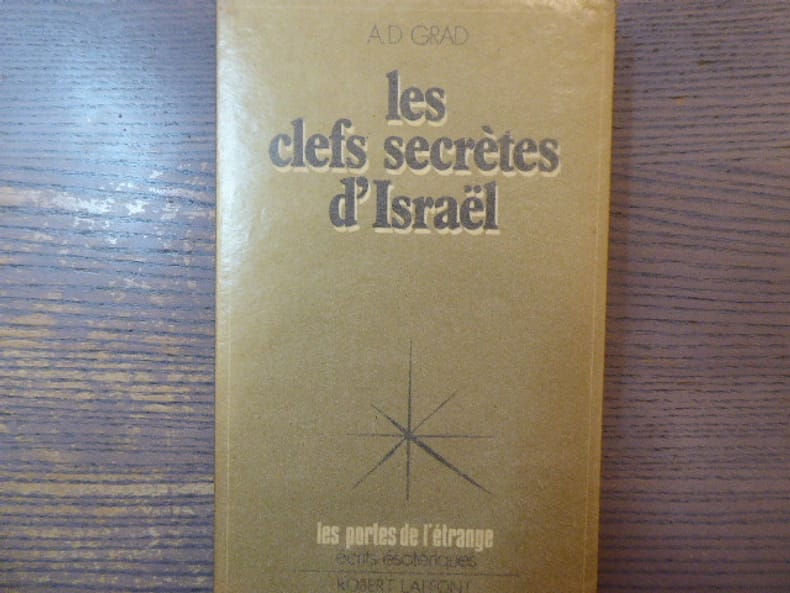 A.D GRAD
les
clefs secrètes
d'Israël
les portes de l'étrange
écrits ésotériques
ROBERT LAFFONT